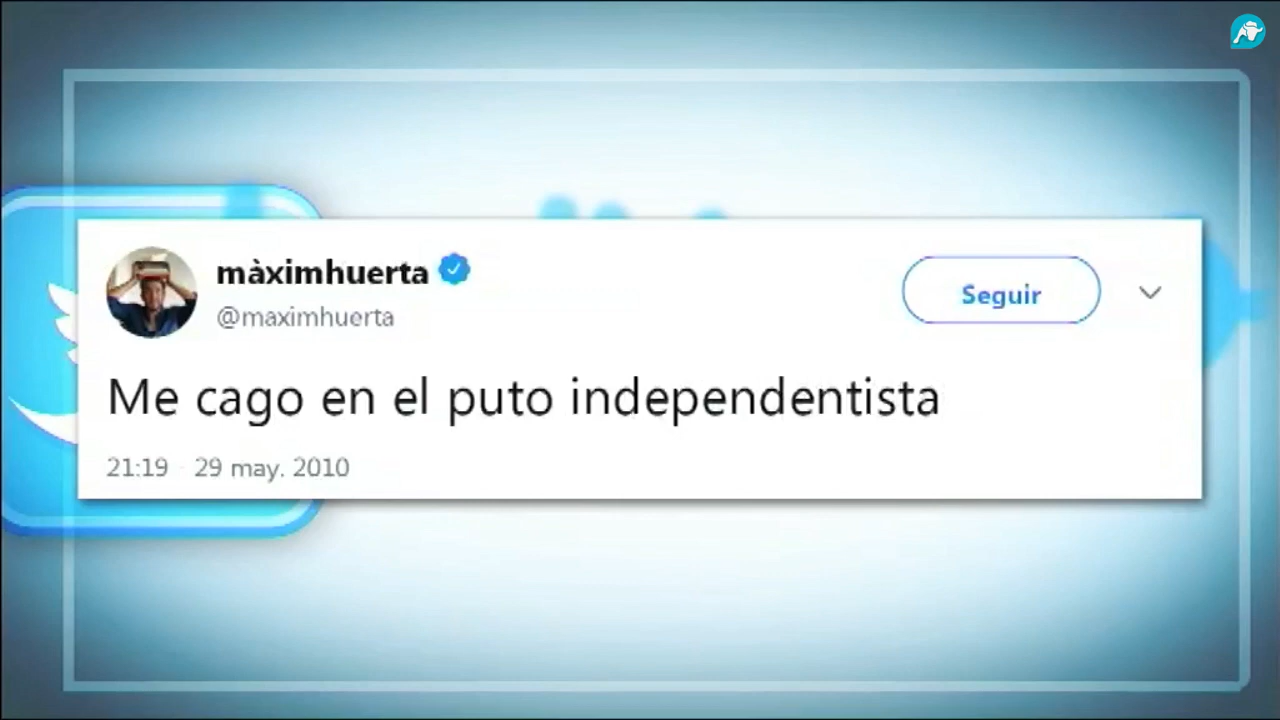 màximhuerta
@maximhuerta
Seguir
Me cago en el puto independentista
21:19 · 29 may. 2010